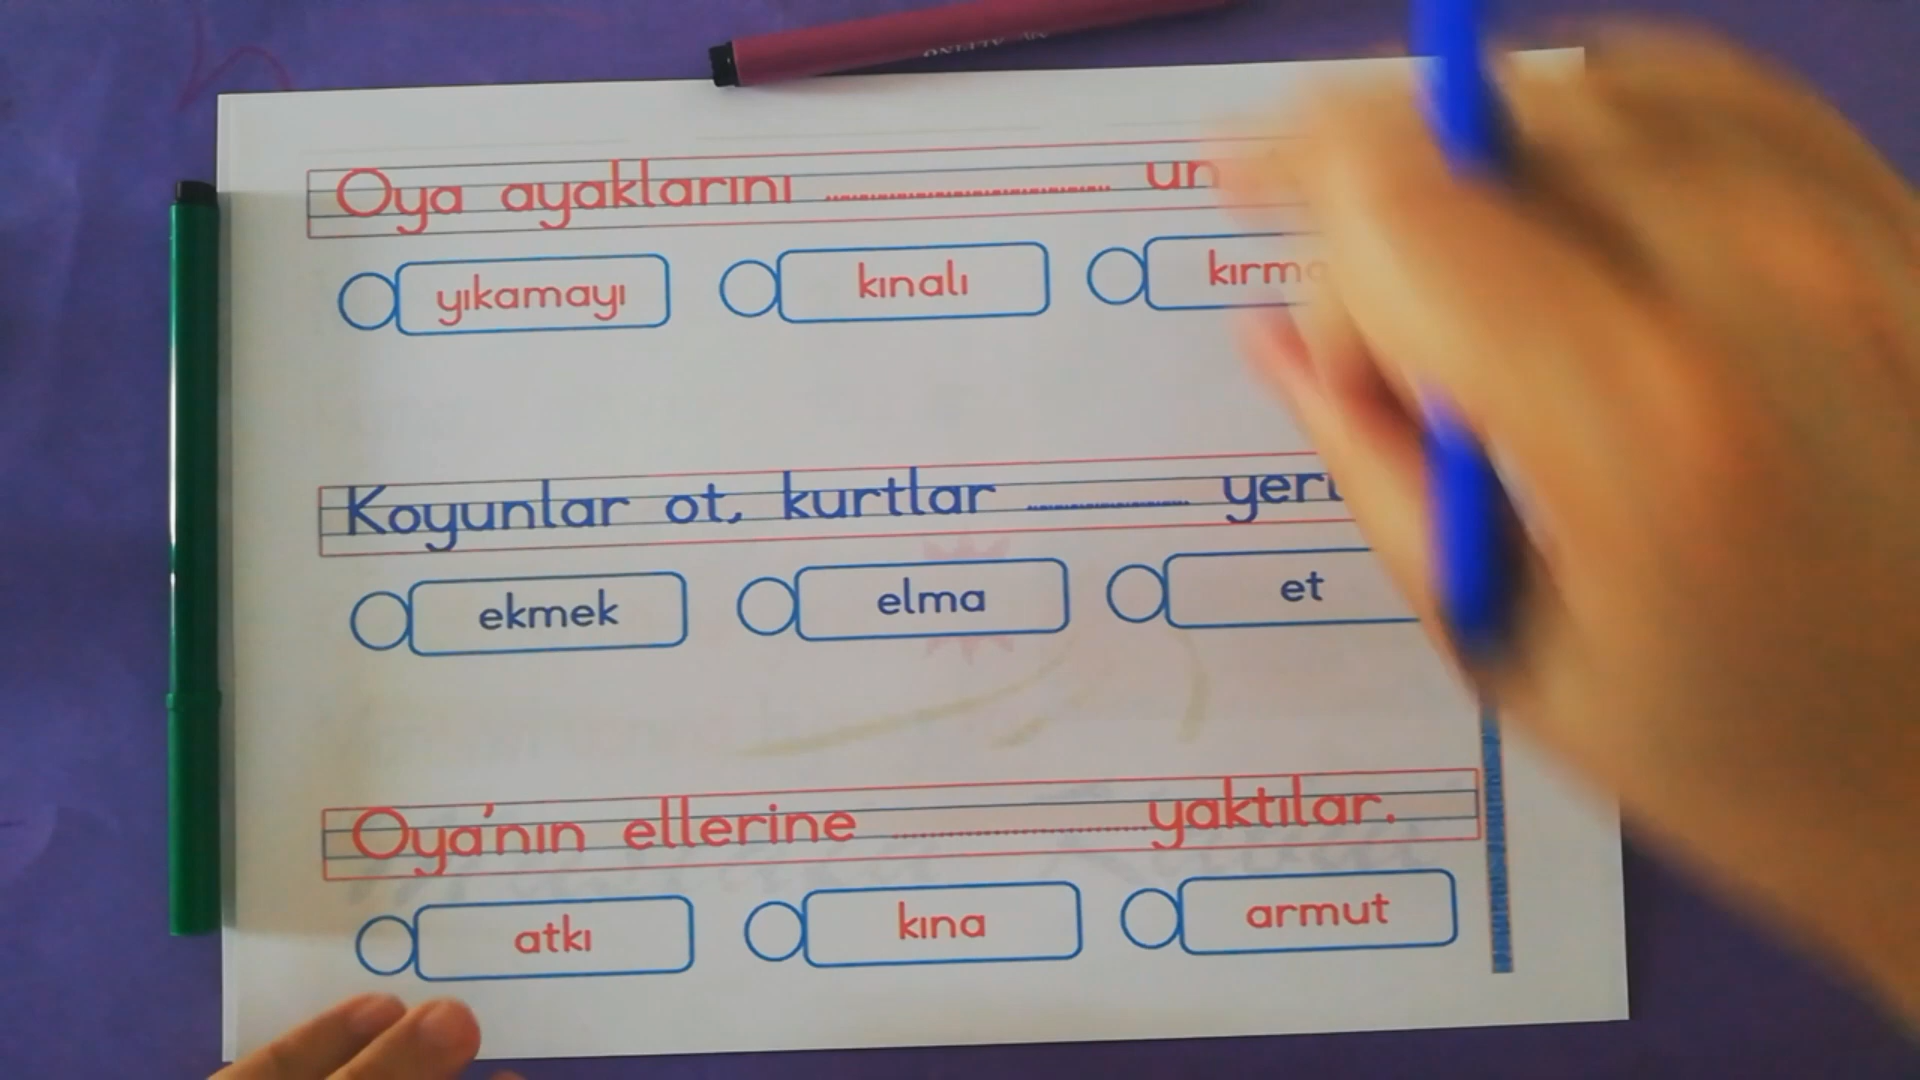 Oya ayaklarını ........................ un
yıkamayı kınalı kırm
Koyunlar ot, kurtlar ............... yer
ekmek elma et
Oya'nın ellerine ........................yaktılar.
atkı kına armut